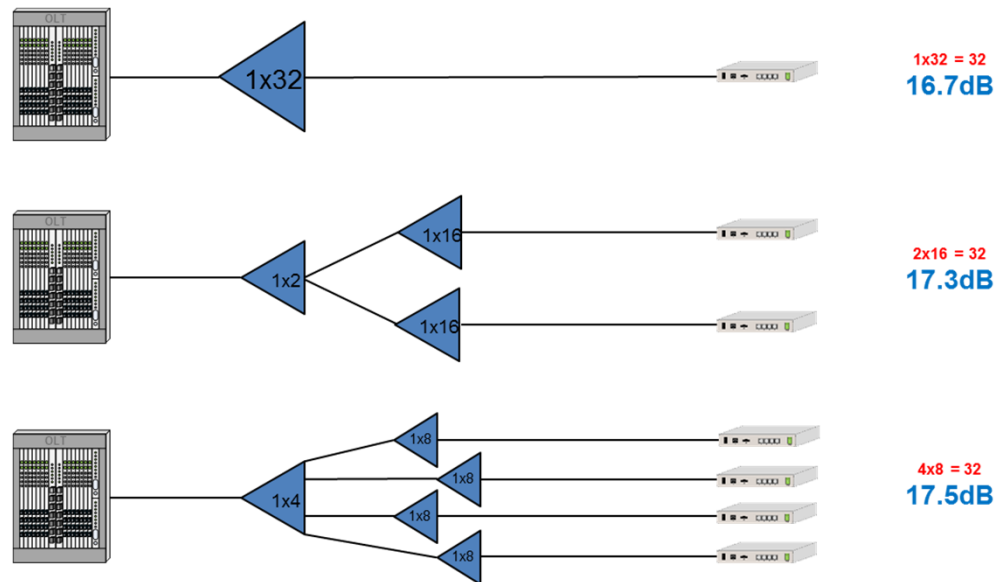 OLT
1x32
1x32 = 32
16.7dB
OLT
1x2
1x16
1x16
2x16 = 32
17.3dB
OLT
1x4
1x8
1x8
1x8
1x8
4x8 = 32
17.5dB